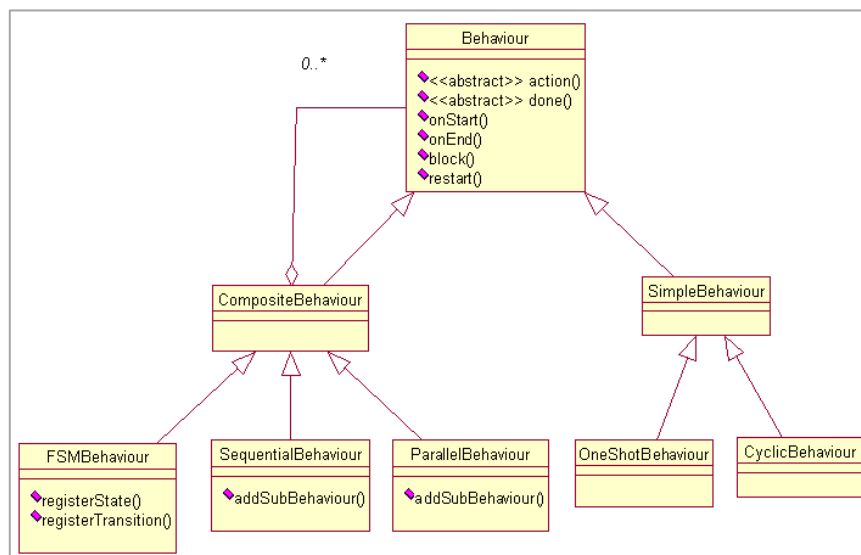 Behaviour
0..*
<<abstract>> action()
<<abstract>> done()
onStart()
onEnd()
block()
restart()
CompositeBehaviour
SimpleBehaviour
FSMBehaviour
registerState()
registerTransition()
SequentialBehaviour
addSubBehaviour()
ParallelBehaviour
addSubBehaviour()
OneShotBehaviour
CyclicBehaviour